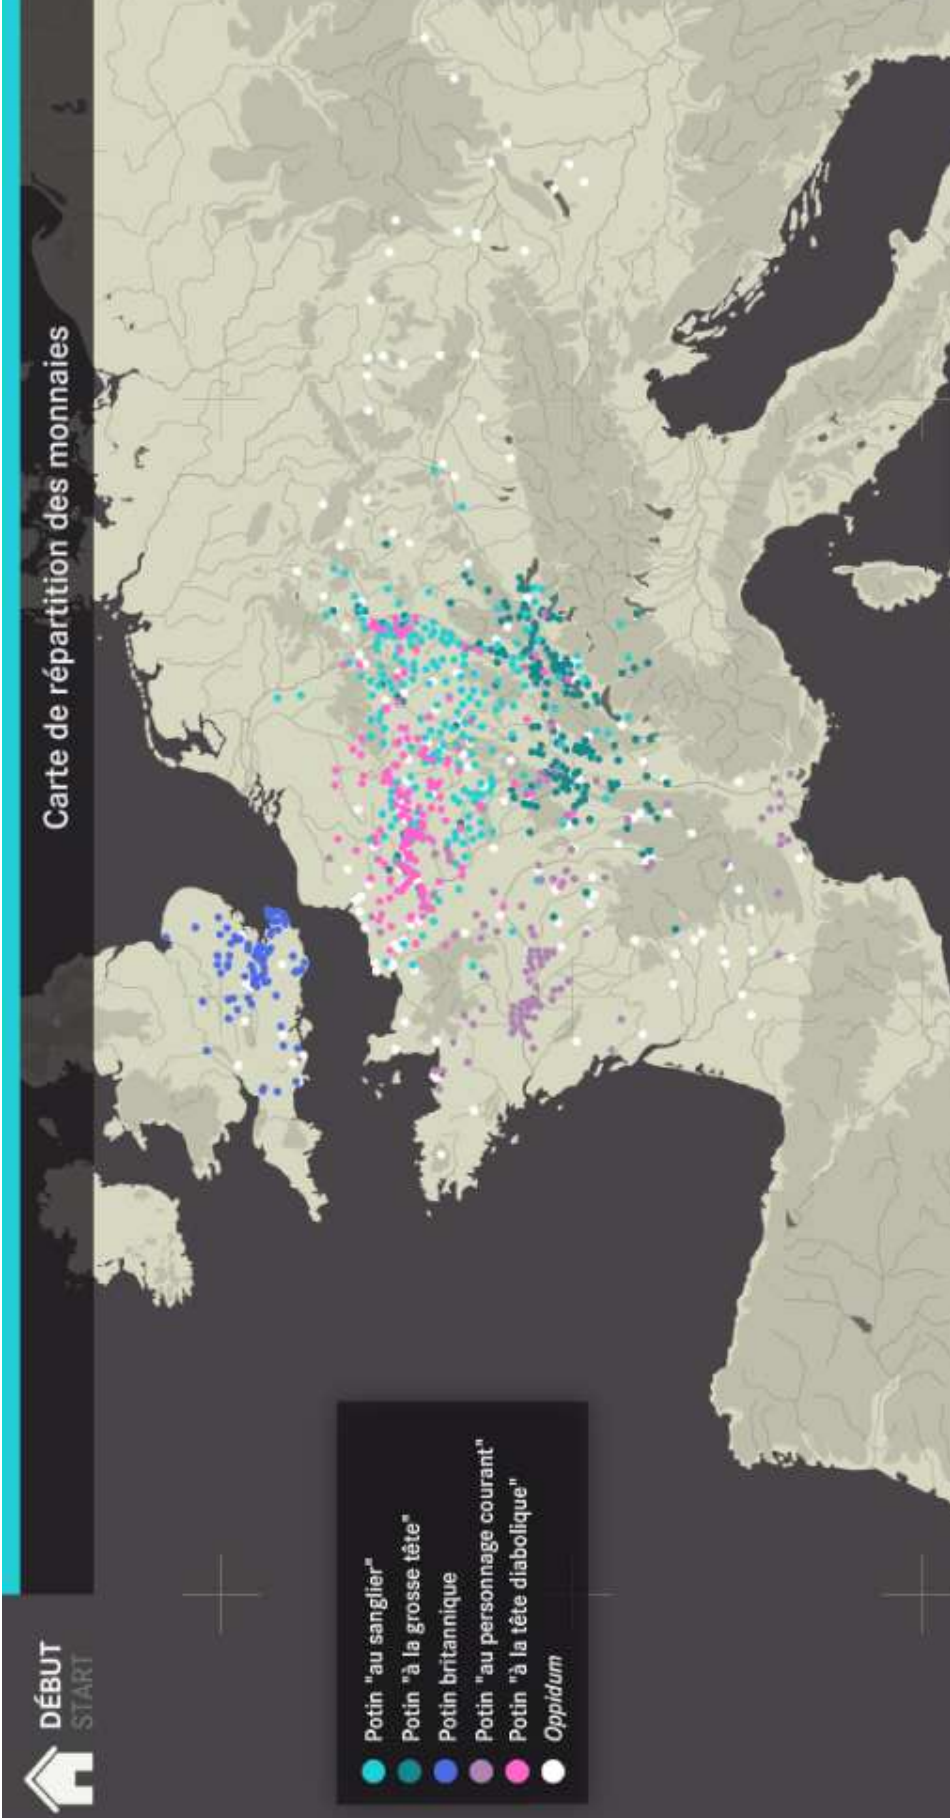 DÉBUT
START
Carte de répartition des monnaies
Potin "au sanglier"
Potin "à la grosse tête"
Potin britannique
Potin "au personnage courant"
Potin "à la tête diabolique"
Oppidum